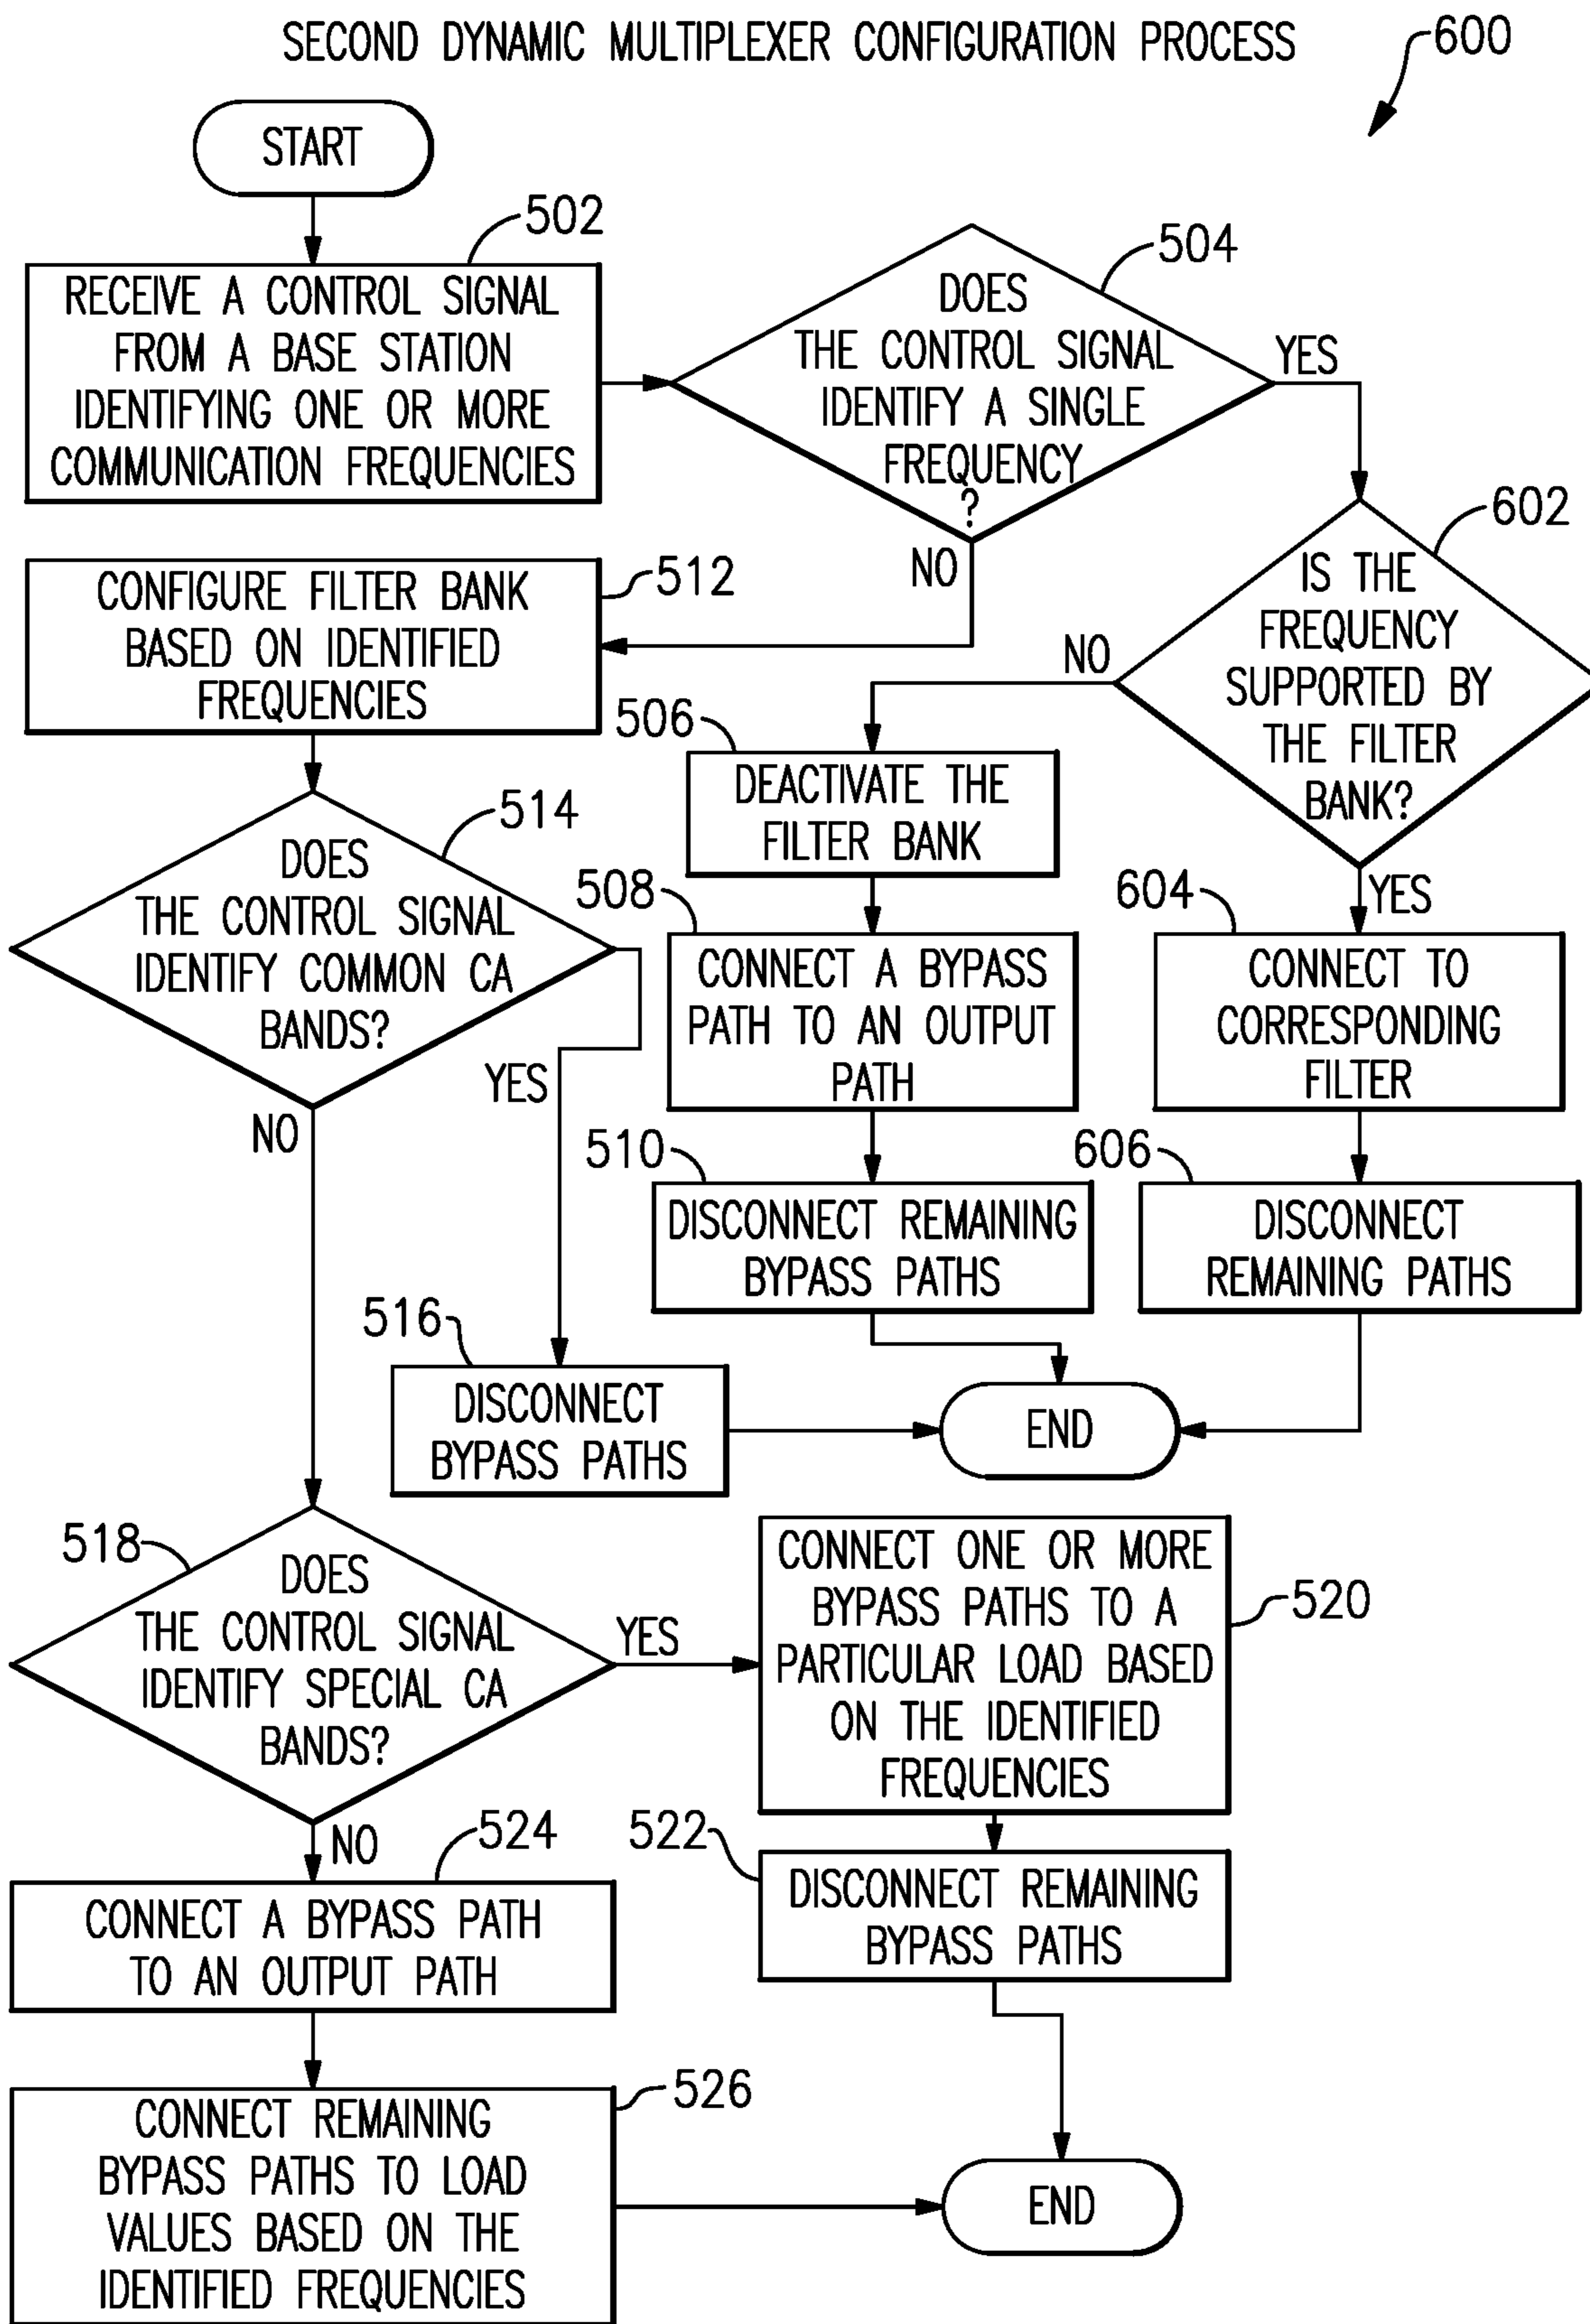 SECOND DYNAMIC MULTIPLEXER CONFIGURATION PROCESS
600
START
502
RECEIVE A CONTROL SIGNAL
FROM A BASE STATION
IDENTIFYING ONE OR MORE
COMMUNICATION FREQUENCIES
504
DOES
THE CONTROL SIGNAL
IDENTIFY A SINGLE
FREQUENCY
?
YES
NO
602
IS THE
FREQUENCY
SUPPORTED BY
THE FILTER
BANK?
NO
YES
512
CONFIGURE FILTER BANK
BASED ON IDENTIFIED
FREQUENCIES
506
DEACTIVATE THE
FILTER BANK
514
DOES
THE CONTROL SIGNAL
IDENTIFY COMMON CA
BANDS?
YES
NO
508
CONNECT A BYPASS
PATH TO AN OUTPUT
PATH
604
CONNECT TO
CORRESPONDING
FILTER
510
DISCONNECT REMAINING
BYPASS PATHS
606
DISCONNECT
REMAINING PATHS
516
DISCONNECT
BYPASS PATHS
END
518
DOES
THE CONTROL SIGNAL
IDENTIFY SPECIAL CA
BANDS?
YES
NO
CONNECT ONE OR MORE
BYPASS PATHS TO A
PARTICULAR LOAD BASED
ON THE IDENTIFIED
FREQUENCIES
520
522
DISCONNECT REMAINING
BYPASS PATHS
524
CONNECT A BYPASS PATH
TO AN OUTPUT PATH
526
CONNECT REMAINING
BYPASS PATHS TO LOAD
VALUES BASED ON THE
IDENTIFIED FREQUENCIES
END